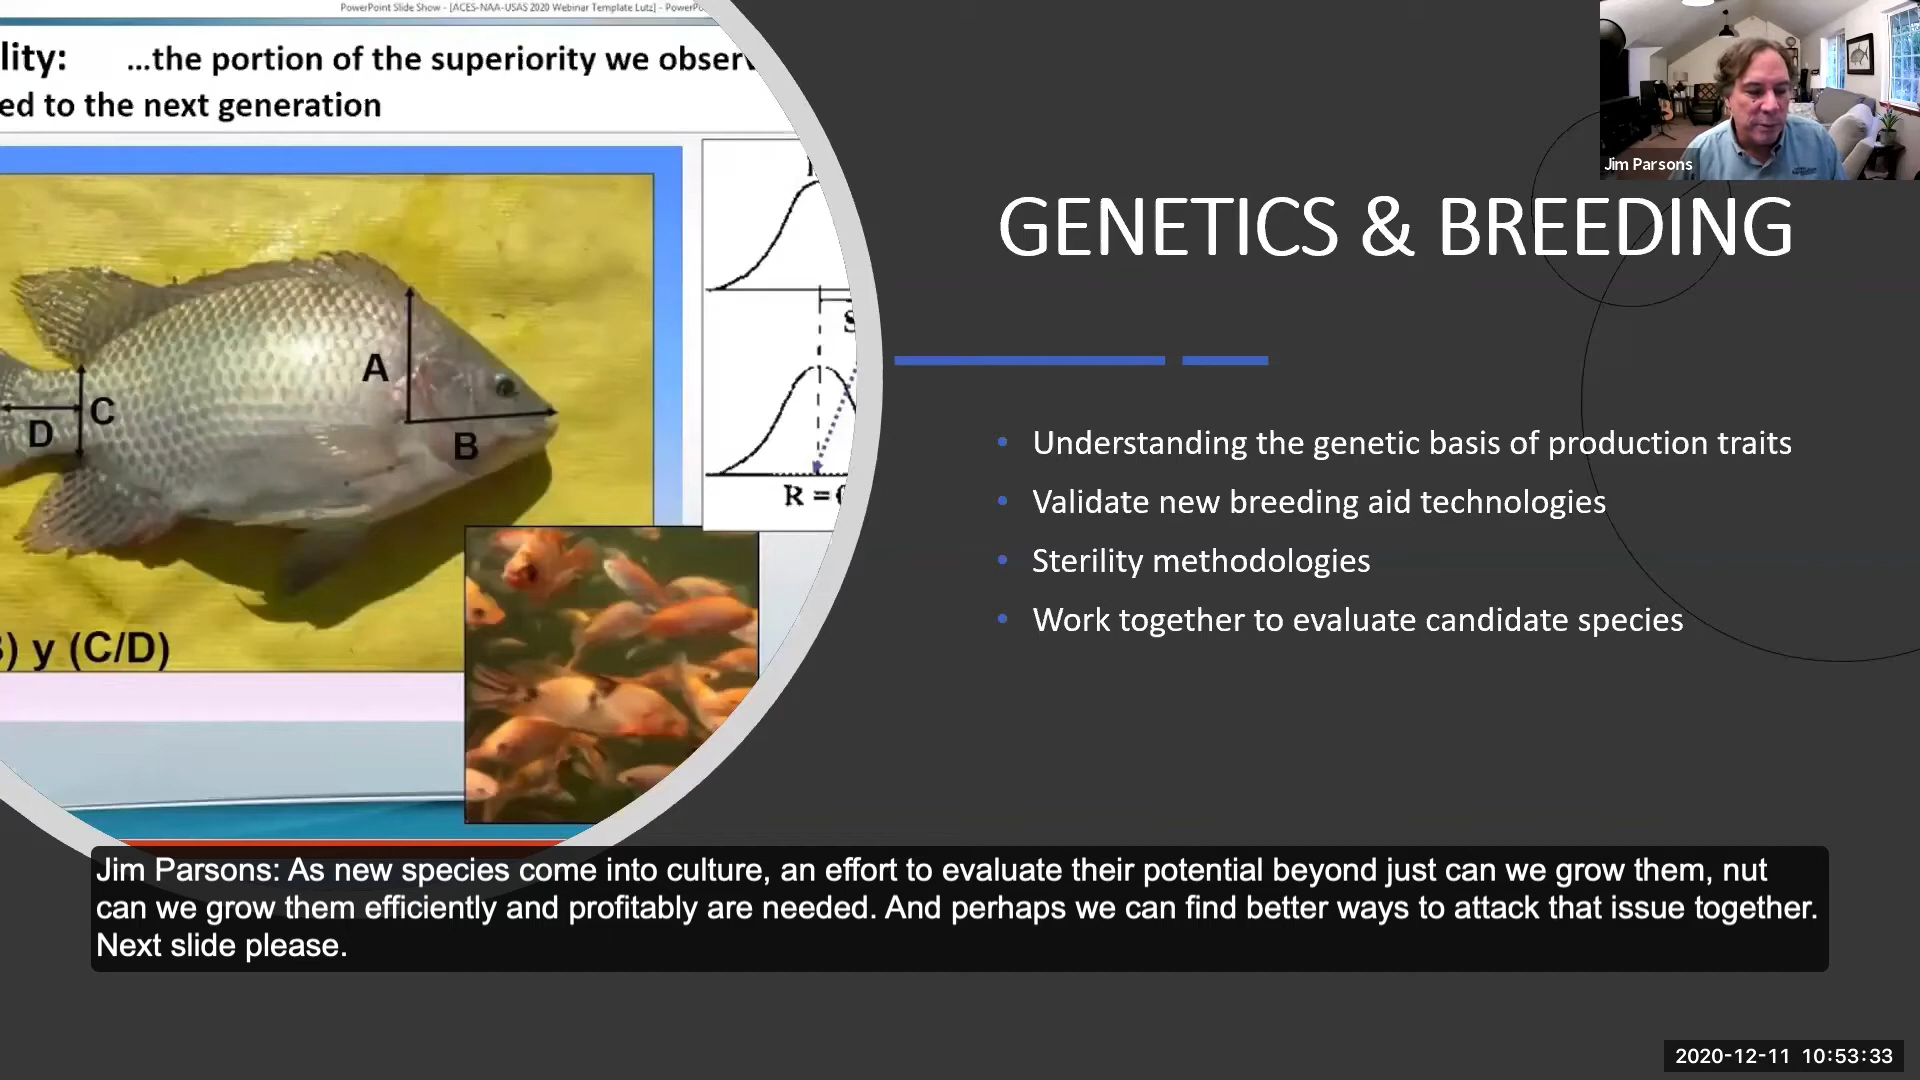 PowerPoint Slide Show - [ACES-NAA-USAS 2020 Webinar Template Lutz] - PowerPo
lity: ...the portion of the superiority we observ
ed to the next generation
A
B
C
D
) y (C/D)
S
R = 
Jim Parsons
GENETICS & BREEDING
• Understanding the genetic basis of production traits
• Validate new breeding aid technologies
• Sterility methodologies
• Work together to evaluate candidate species
Jim Parsons: As new species come into culture, an effort to evaluate their potential beyond just can we grow them, nut
can we grow them efficiently and profitably are needed. And perhaps we can find better ways to attack that issue together.
Next slide please.
2020-12-11 10:53:33